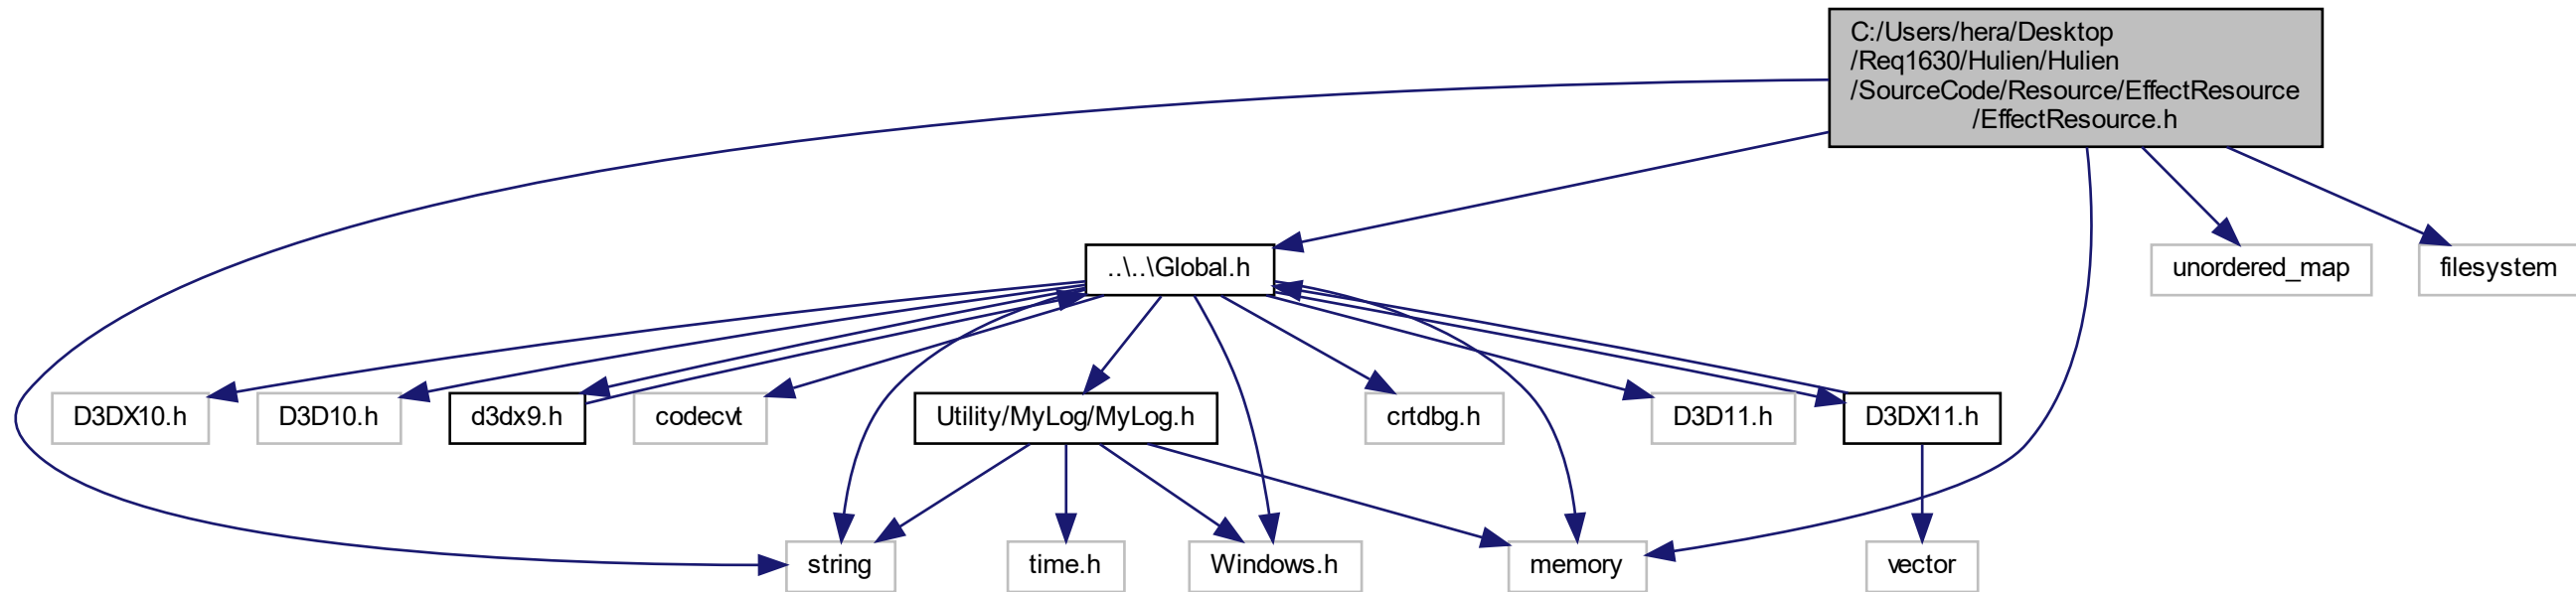 C:/Users/hera/Desktop
/Req1630/Hulien/Hulien
/SourceCode/Resource/EffectResource
/EffectResource.h
..\..\Global.h
unordered_map
filesystem
D3DX10.h
D3D10.h
d3dx9.h
codecvt
Utility/MyLog/MyLog.h
crtdbg.h
D3D11.h
D3DX11.h
string
time.h
Windows.h
memory
vector